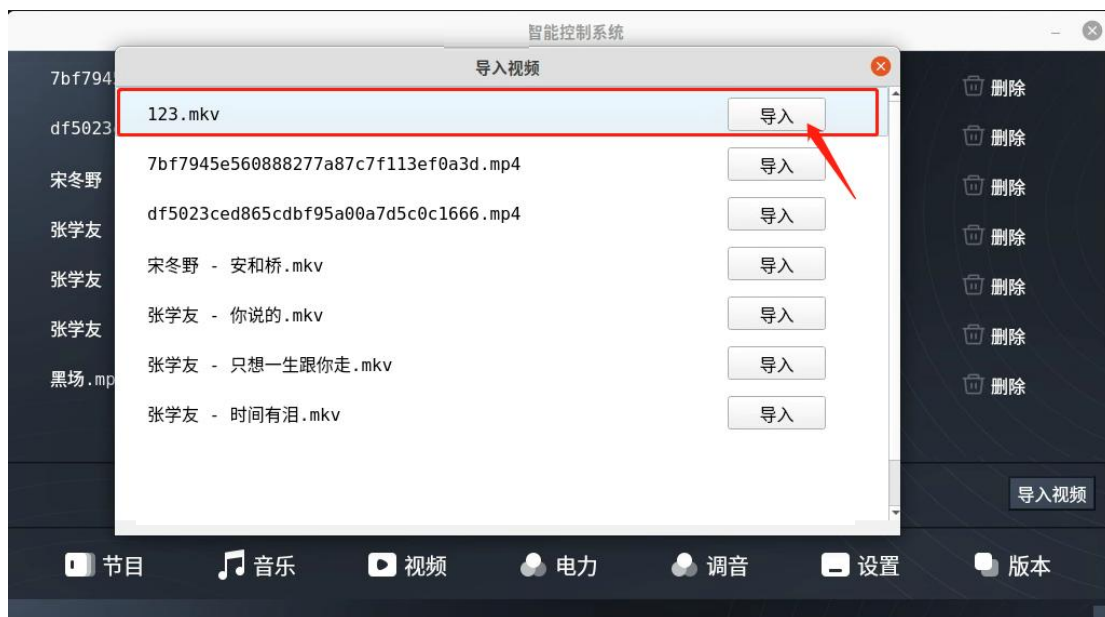 智能控制系统
导入视频
7bf794
删除
123.mkv
导入
df5023
删除
7bf7945e560888277a87c7f113ef0a3d.mp4
导入
宋冬野
删除
df5023ced865cdbf95a00a7d5c0c1666.mp4
导入
张学友
删除
宋冬野 - 安和桥.mkv
导入
张学友
删除
张学友 - 你说的.mkv
导入
张学友
删除
张学友 - 只想一生跟你走.mkv
导入
黑场.mp
删除
张学友 - 时间有泪.mkv
导入
导入视频
节目
音乐
视频
电力
调音
设置
版本